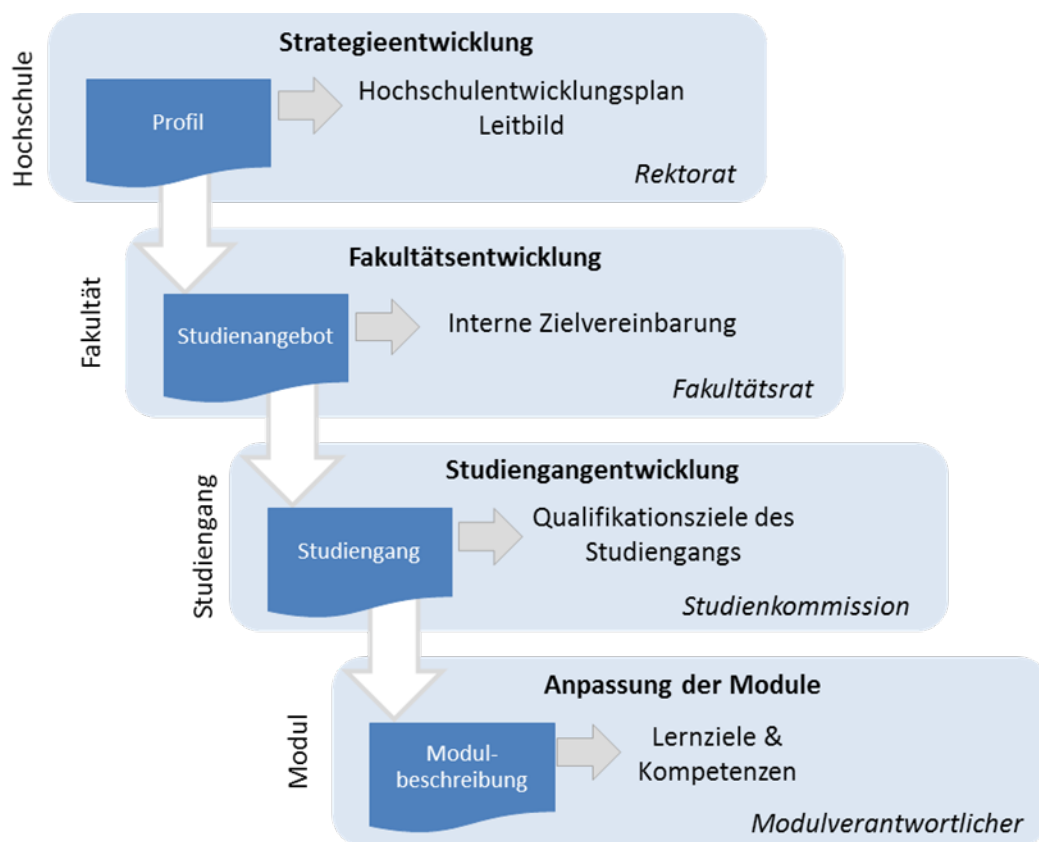 Hochschule
Strategieentwicklung
Profil
Hochschulentwicklungsplan
Leitbild
Rektorat
Fakultät
Fakultätsentwicklung
Studienangebot
Interne Zielvereinbarung
Fakultätsrat
Studiengang
Studiengangentwicklung
Studiengang
Qualifikationsziele des
Studiengangs
Studienkommission
Modul
Anpassung der Module
Modul-
beschreibung
Lernziele &
Kompetenzen
Modulverantwortlicher